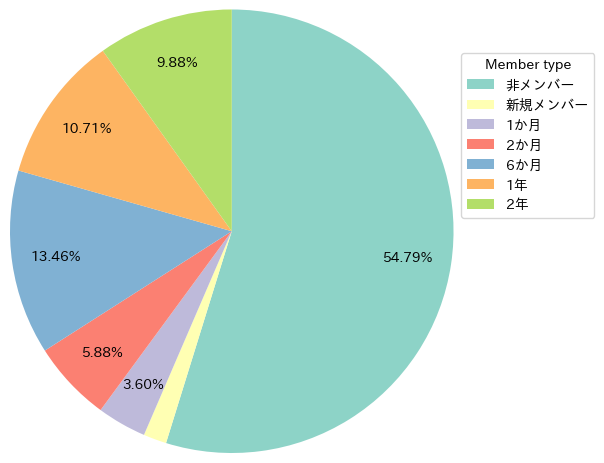 9.88%
10.71%
13.46%
5.88%
3.60%
54.79%
Member type
非メンバー
新規メンバー
1か月
2か月
6か月
1年
2年